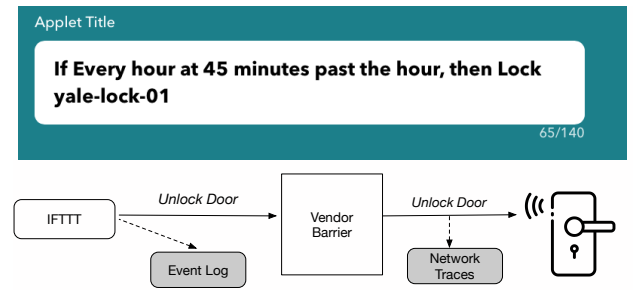 Applet Title
If Every hour at 45 minutes past the hour, then Lock
yale-lock-01
65/140
Unlock Door
Unlock Door
IFTTT
Vendor
Barrier
Event Log
Network
Traces